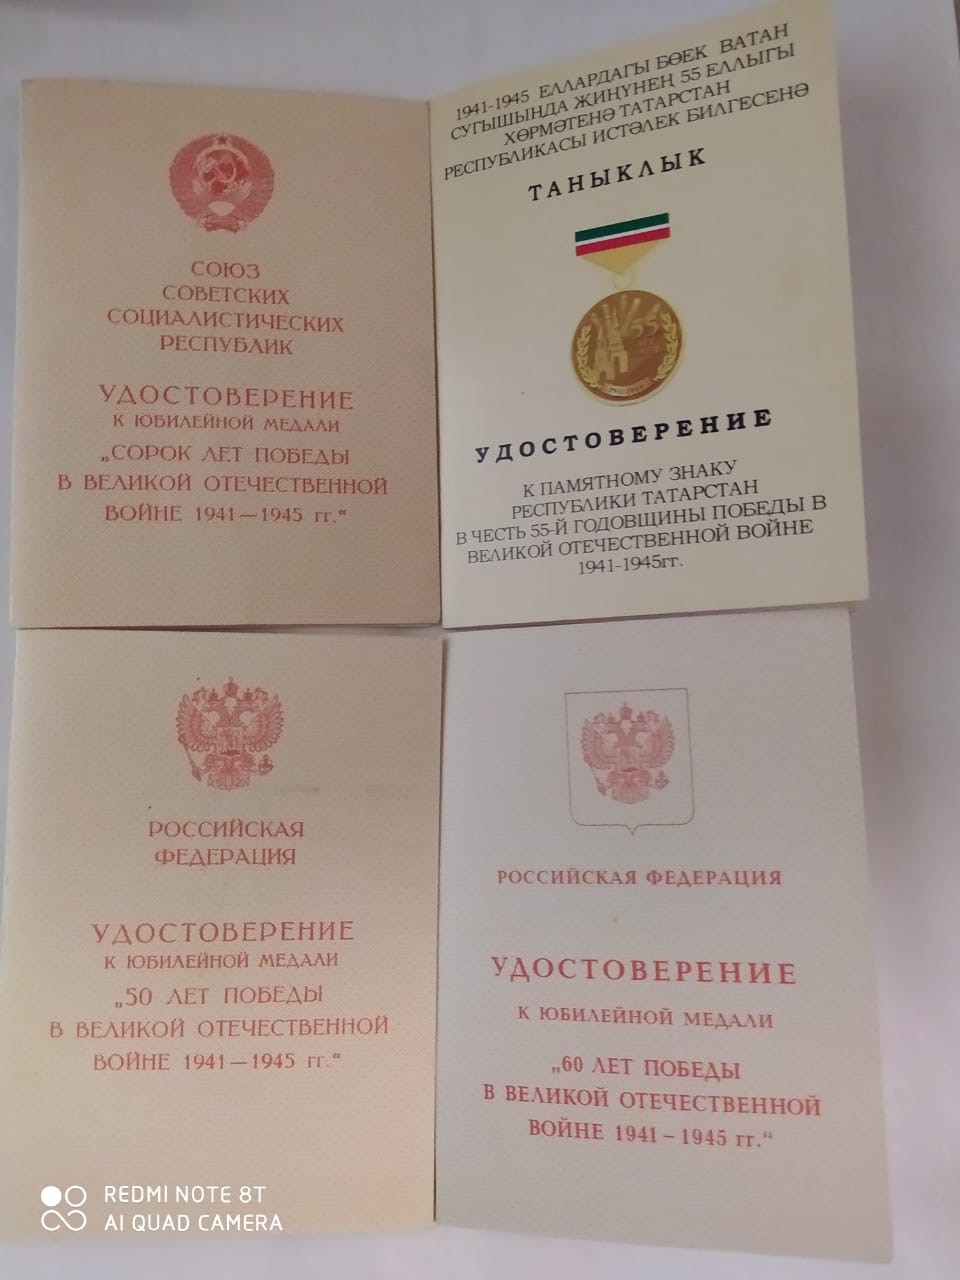 СОЮЗ
СОВЕТСКИХ
СОЦИАЛИСТИЧЕСКИХ
РЕСПУБЛИК
УДОСТОВЕРЕНИЕ
К ЮБИЛЕЙНОЙ МЕДАЛИ
„СОРОК ЛЕТ ПОБЕДЫ
В ВЕЛИКОЙ ОТЕЧЕСТВЕННОЙ
ВОЙНЕ 1941—1945 гг.“
1941-1945 ЕЛЛАРДАГЫ БӨЕК ВАТАН
СУГЫШЫНДА ҖИҢҮНЕҢ 55 ЕЛЛЫГЫ
ХӨРМӘТЕНӘ ТАТАРСТАН
РЕСПУБЛИКАСЫ ИСТӘЛЕК БИЛГЕСЕНӘ
ТАНЫКЛЫК
55
УДОСТОВЕРЕНИЕ
К ПАМЯТНОМУ ЗНАКУ
РЕСПУБЛИКИ ТАТАРСТАН
В ЧЕСТЬ 55-Й ГОДОВЩИНЫ ПОБЕДЫ В
ВЕЛИКОЙ ОТЕЧЕСТВЕННОЙ ВОЙНЕ
1941-1945гг.
РОССИЙСКАЯ
ФЕДЕРАЦИЯ
УДОСТОВЕРЕНИЕ
К ЮБИЛЕЙНОЙ МЕДАЛИ
„50 ЛЕТ ПОБЕДЫ
В ВЕЛИКОЙ ОТЕЧЕСТВЕННОЙ
ВОЙНЕ 1941—1945 гг.“
РОССИЙСКАЯ ФЕДЕРАЦИЯ
УДОСТОВЕРЕНИЕ
К ЮБИЛЕЙНОЙ МЕДАЛИ
„60 ЛЕТ ПОБЕДЫ
В ВЕЛИКОЙ ОТЕЧЕСТВЕННОЙ
ВОЙНЕ 1941 – 1945 гг.“
REDMI NOTE 8T
AI QUAD CAMERA